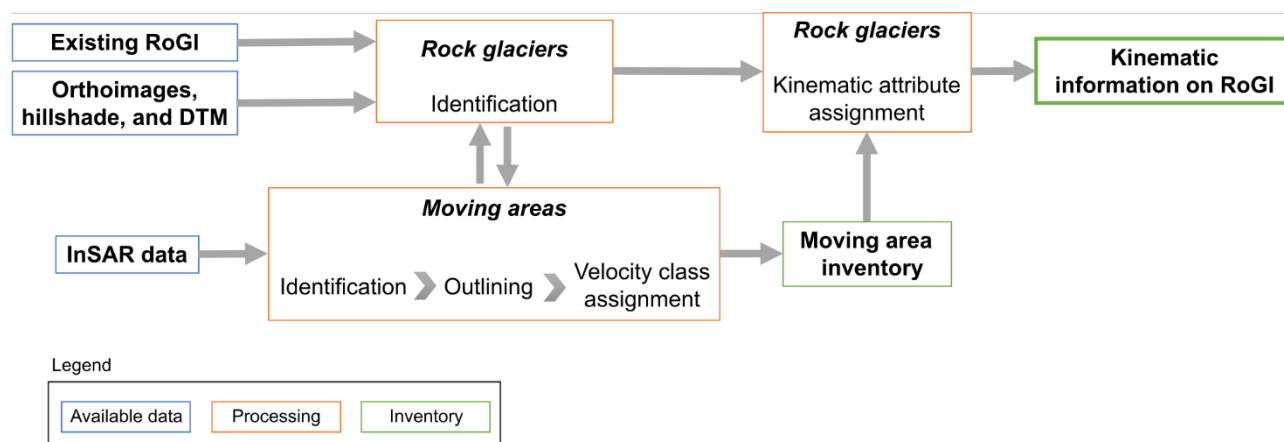 Existing RoGI
Orthoimages,
hillshade, and DTM
Rock glaciers
Identification
Rock glaciers
Kinematic attribute
assignment
Kinematic
information on RoGI
Moving areas
InSAR data
Identification
Outlining
Velocity class
assignment
Moving area
inventory
Legend
Available data
Processing
Inventory